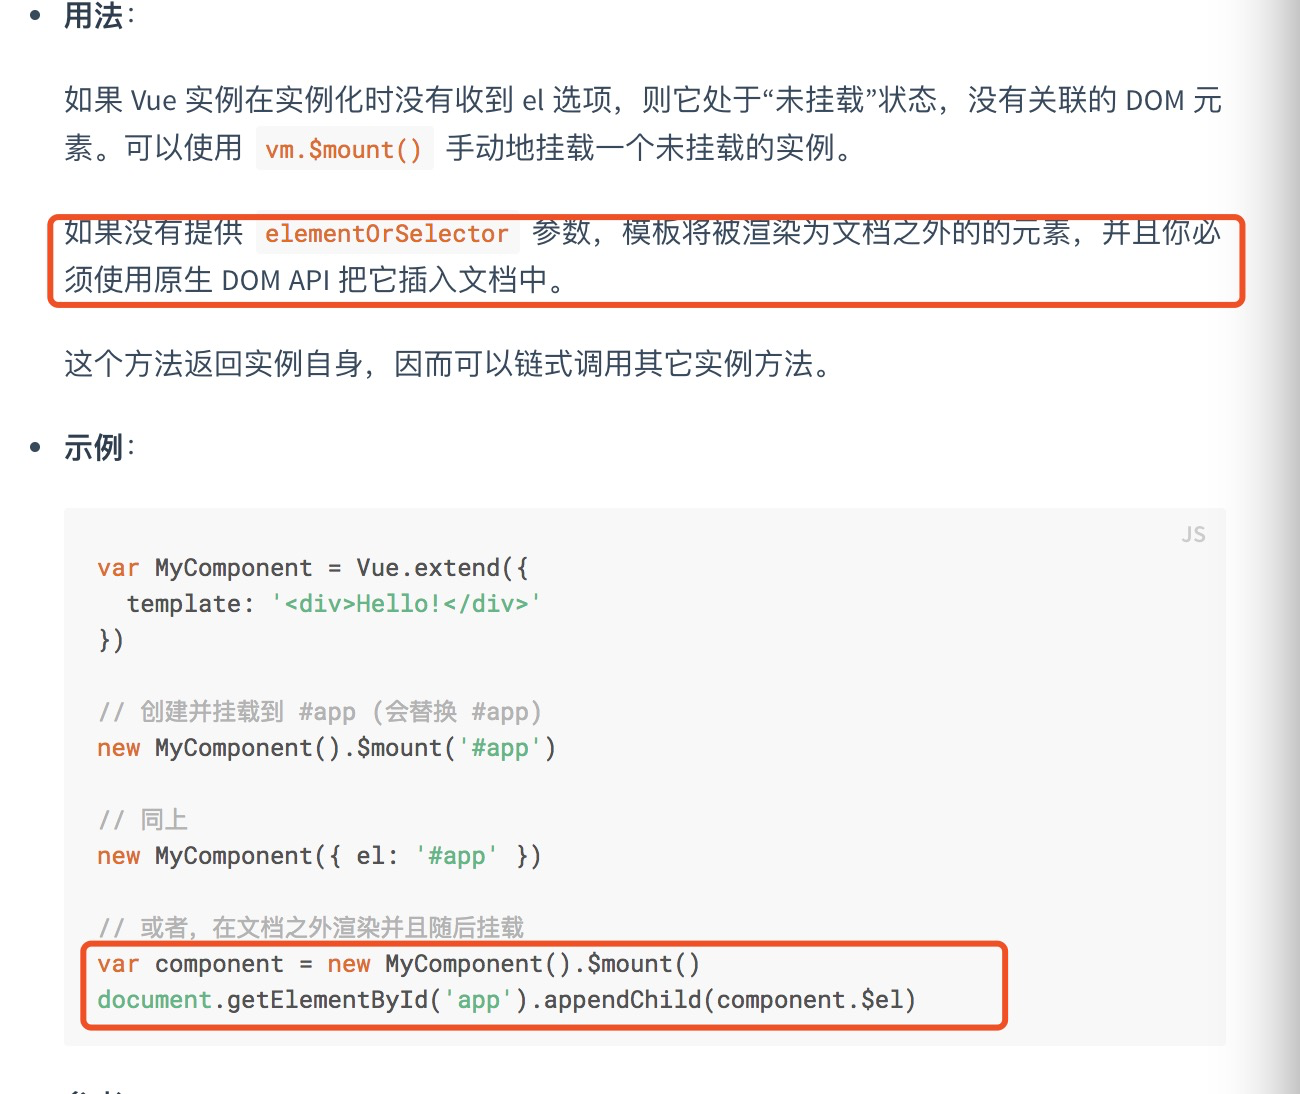 用法：
如果 Vue 实例在实例化时没有收到 el 选项，则它处于“未挂载”状态，没有关联的 DOM 元
素。可以使用 vm.$mount() 手动地挂载一个未挂载的实例。
如果没有提供 elementOrSelector 参数，模板将被渲染为文档之外的的元素，并且你必
须使用原生 DOM API 把它插入文档中。
这个方法返回实例自身，因而可以链式调用其它实例方法。
示例：
JS
var MyComponent = Vue.extend({
  template: '<div>Hello!</div>'
})
// 创建并挂载到 #app (会替换 #app)
new MyComponent().$mount('#app')
// 同上
new MyComponent({ el: '#app' })
// 或者，在文档之外渲染并且随后挂载
var component = new MyComponent().$mount()
document.getElementById('app').appendChild(component.$el)